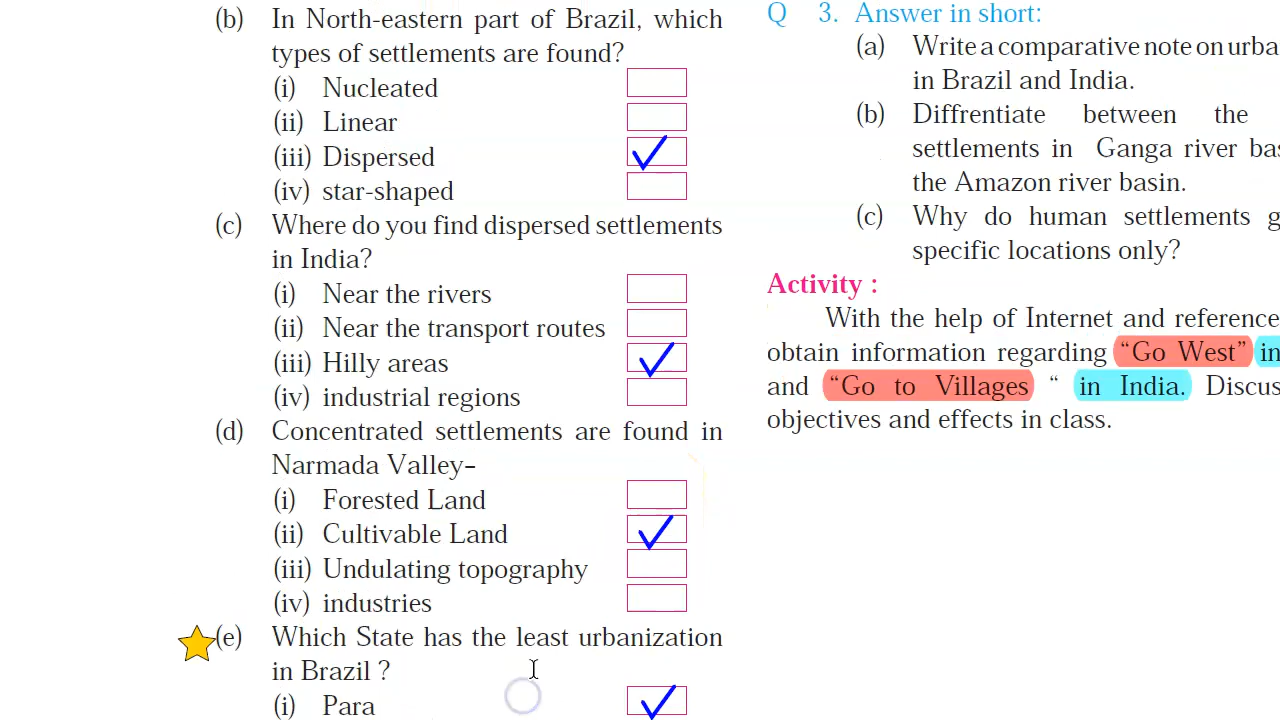 (b) In North-eastern part of Brazil, which
types of settlements are found?
(i) Nucleated
(ii) Linear
(iii) Dispersed
(iv) star-shaped
(c) Where do you find dispersed settlements
in India?
(i) Near the rivers
(ii) Near the transport routes
(iii) Hilly areas
(iv) industrial regions
(d) Concentrated settlements are found in
Narmada Valley-
(i) Forested Land
(ii) Cultivable Land
(iii) Undulating topography
(iv) industries
(e) Which State has the least urbanization
in Brazil ?
(i) Para
Q 3. Answer in short:
(a) Write a comparative note on urba
in Brazil and India.
(b) Diffrentiate between the
settlements in Ganga river bas
the Amazon river basin.
(c) Why do human settlements g
specific locations only?
Activity :
With the help of Internet and reference
obtain information regarding “Go West” in
and “Go to Villages “ in India. Discus
objectives and effects in class.